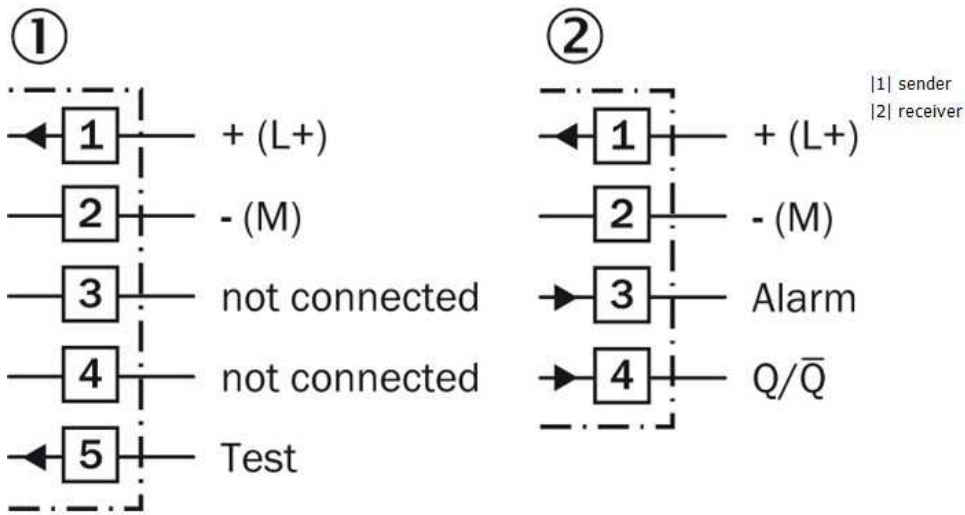 ①
1 + (L+)
2 - (M)
3 not connected
4 not connected
5 Test
②
1 + (L+)
2 - (M)
3 Alarm
4 Q/Q̅
|1| sender
|2| receiver